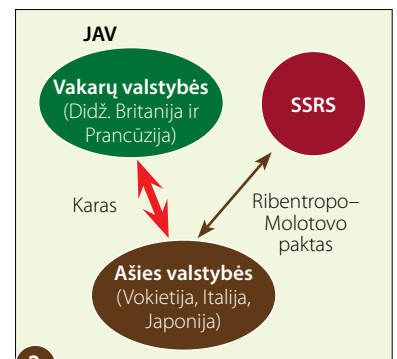 JAV
Vakarų valstybės
(Didž. Britanija ir
Prancūzija)
SSRS
Karas
Ribentropo–
Molotovo
paktas
Ašies valstybės
(Vokietija, Italija,
Japonija)